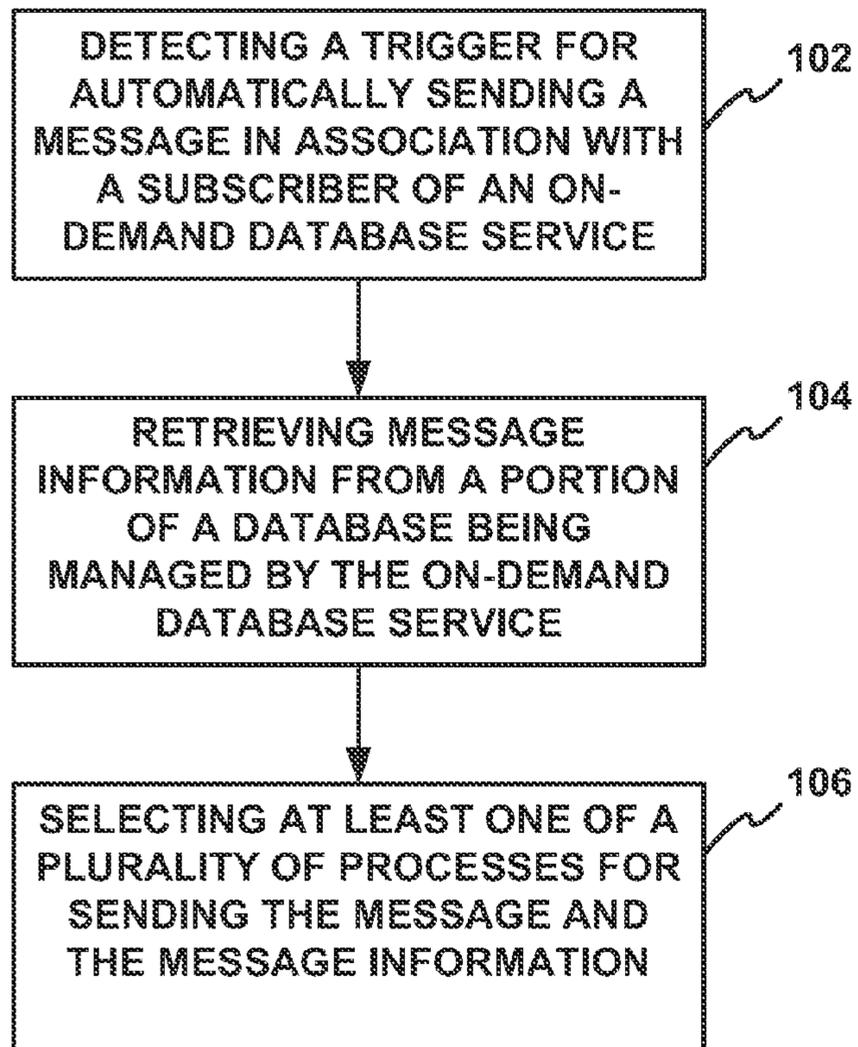 DETECTING A TRIGGER FOR
AUTOMATICALLY SENDING A
MESSAGE IN ASSOCIATION WITH
A SUBSCRIBER OF AN ON-
DEMAND DATABASE SERVICE
102
RETRIEVING MESSAGE
INFORMATION FROM A PORTION
OF A DATABASE BEING
MANAGED BY THE ON-DEMAND
DATABASE SERVICE
104
SELECTING AT LEAST ONE OF A
PLURALITY OF PROCESSES FOR
SENDING THE MESSAGE AND
THE MESSAGE INFORMATION
106